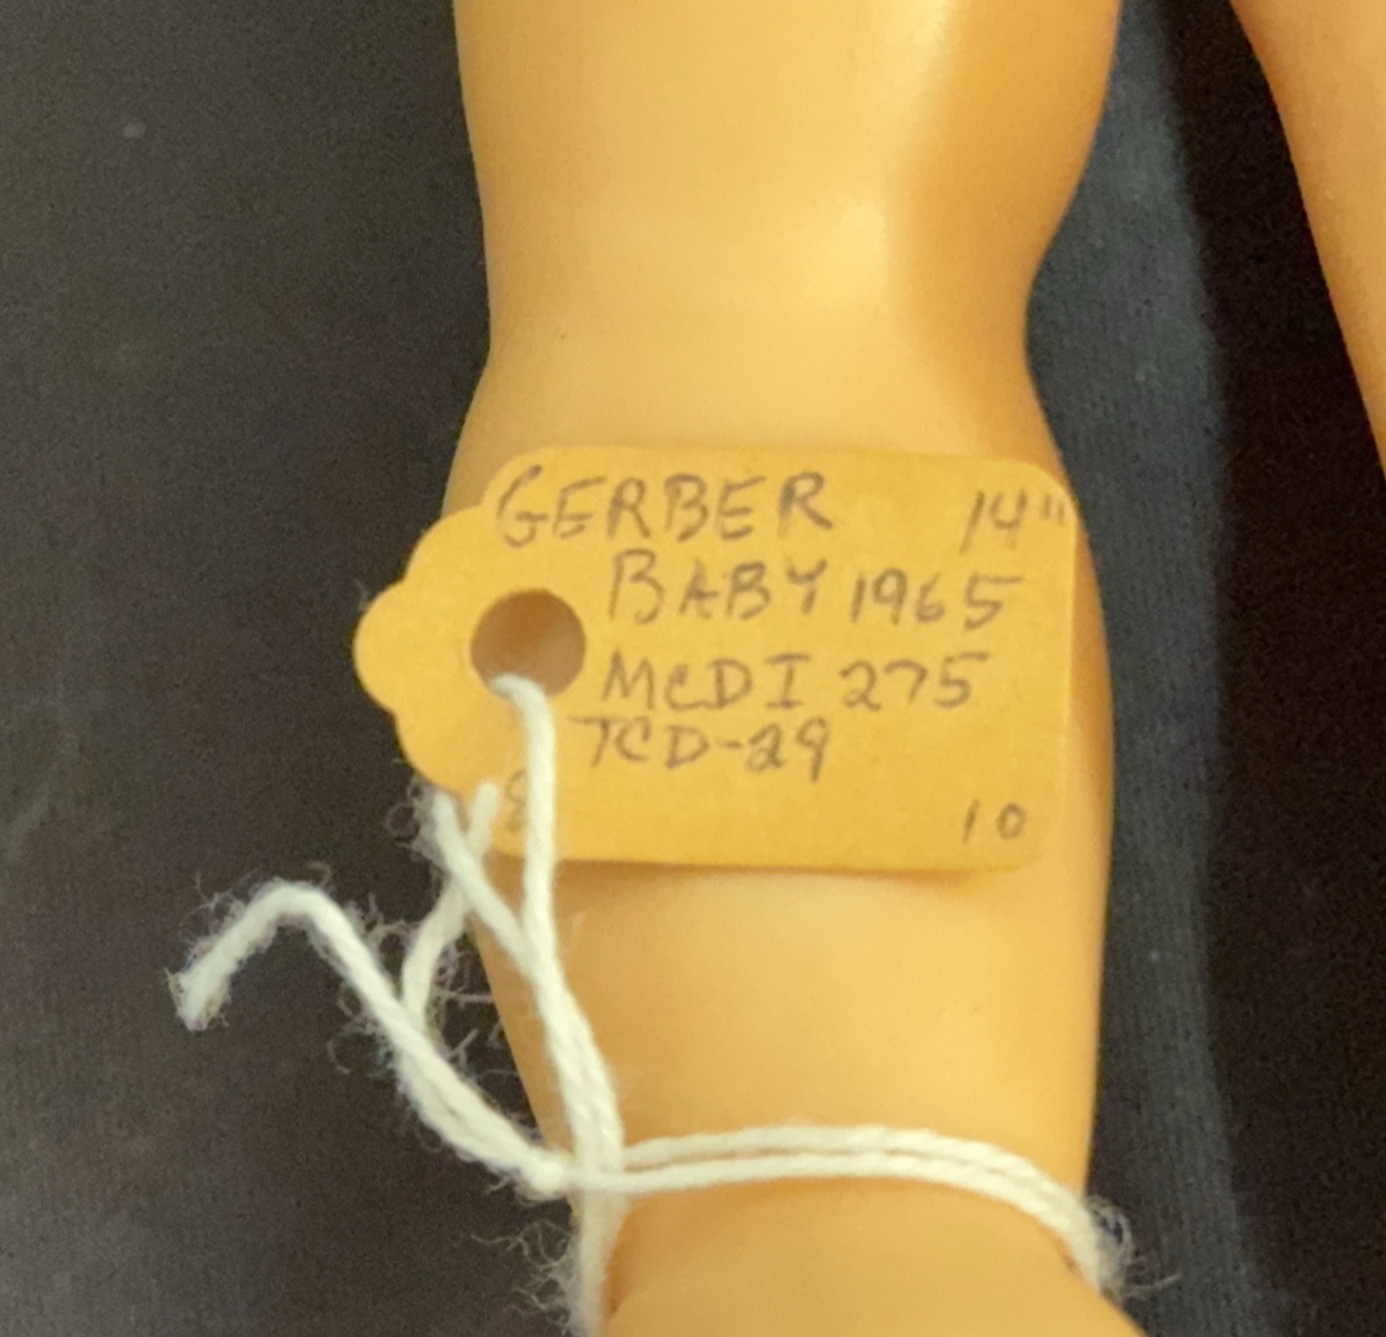 GERBER 14"
BABY 1965
MCDI 275
TCD-29
10